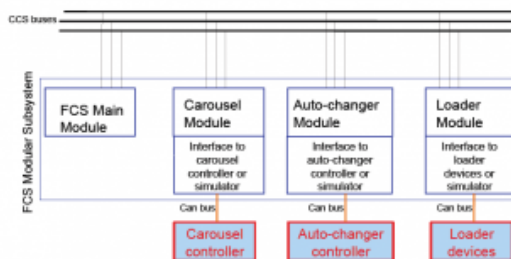 CCS buses
FCS Modular Subsystem
FCS Main
Module
Carousel
Module
Interface to
carousel
controller or
simulator
Auto-changer
Module
Interface to
auto-changer
controller or
simulator
Loader
Module
Interface to
loader
devices or
simulator
Can bus
Can bus
Can bus
Carousel
controller
Auto-changer
controller
Loader
devices